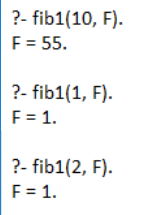 ?- fib1(10, F).
F = 55.
?- fib1(1, F).
F = 1.
?- fib1(2, F).
F = 1.